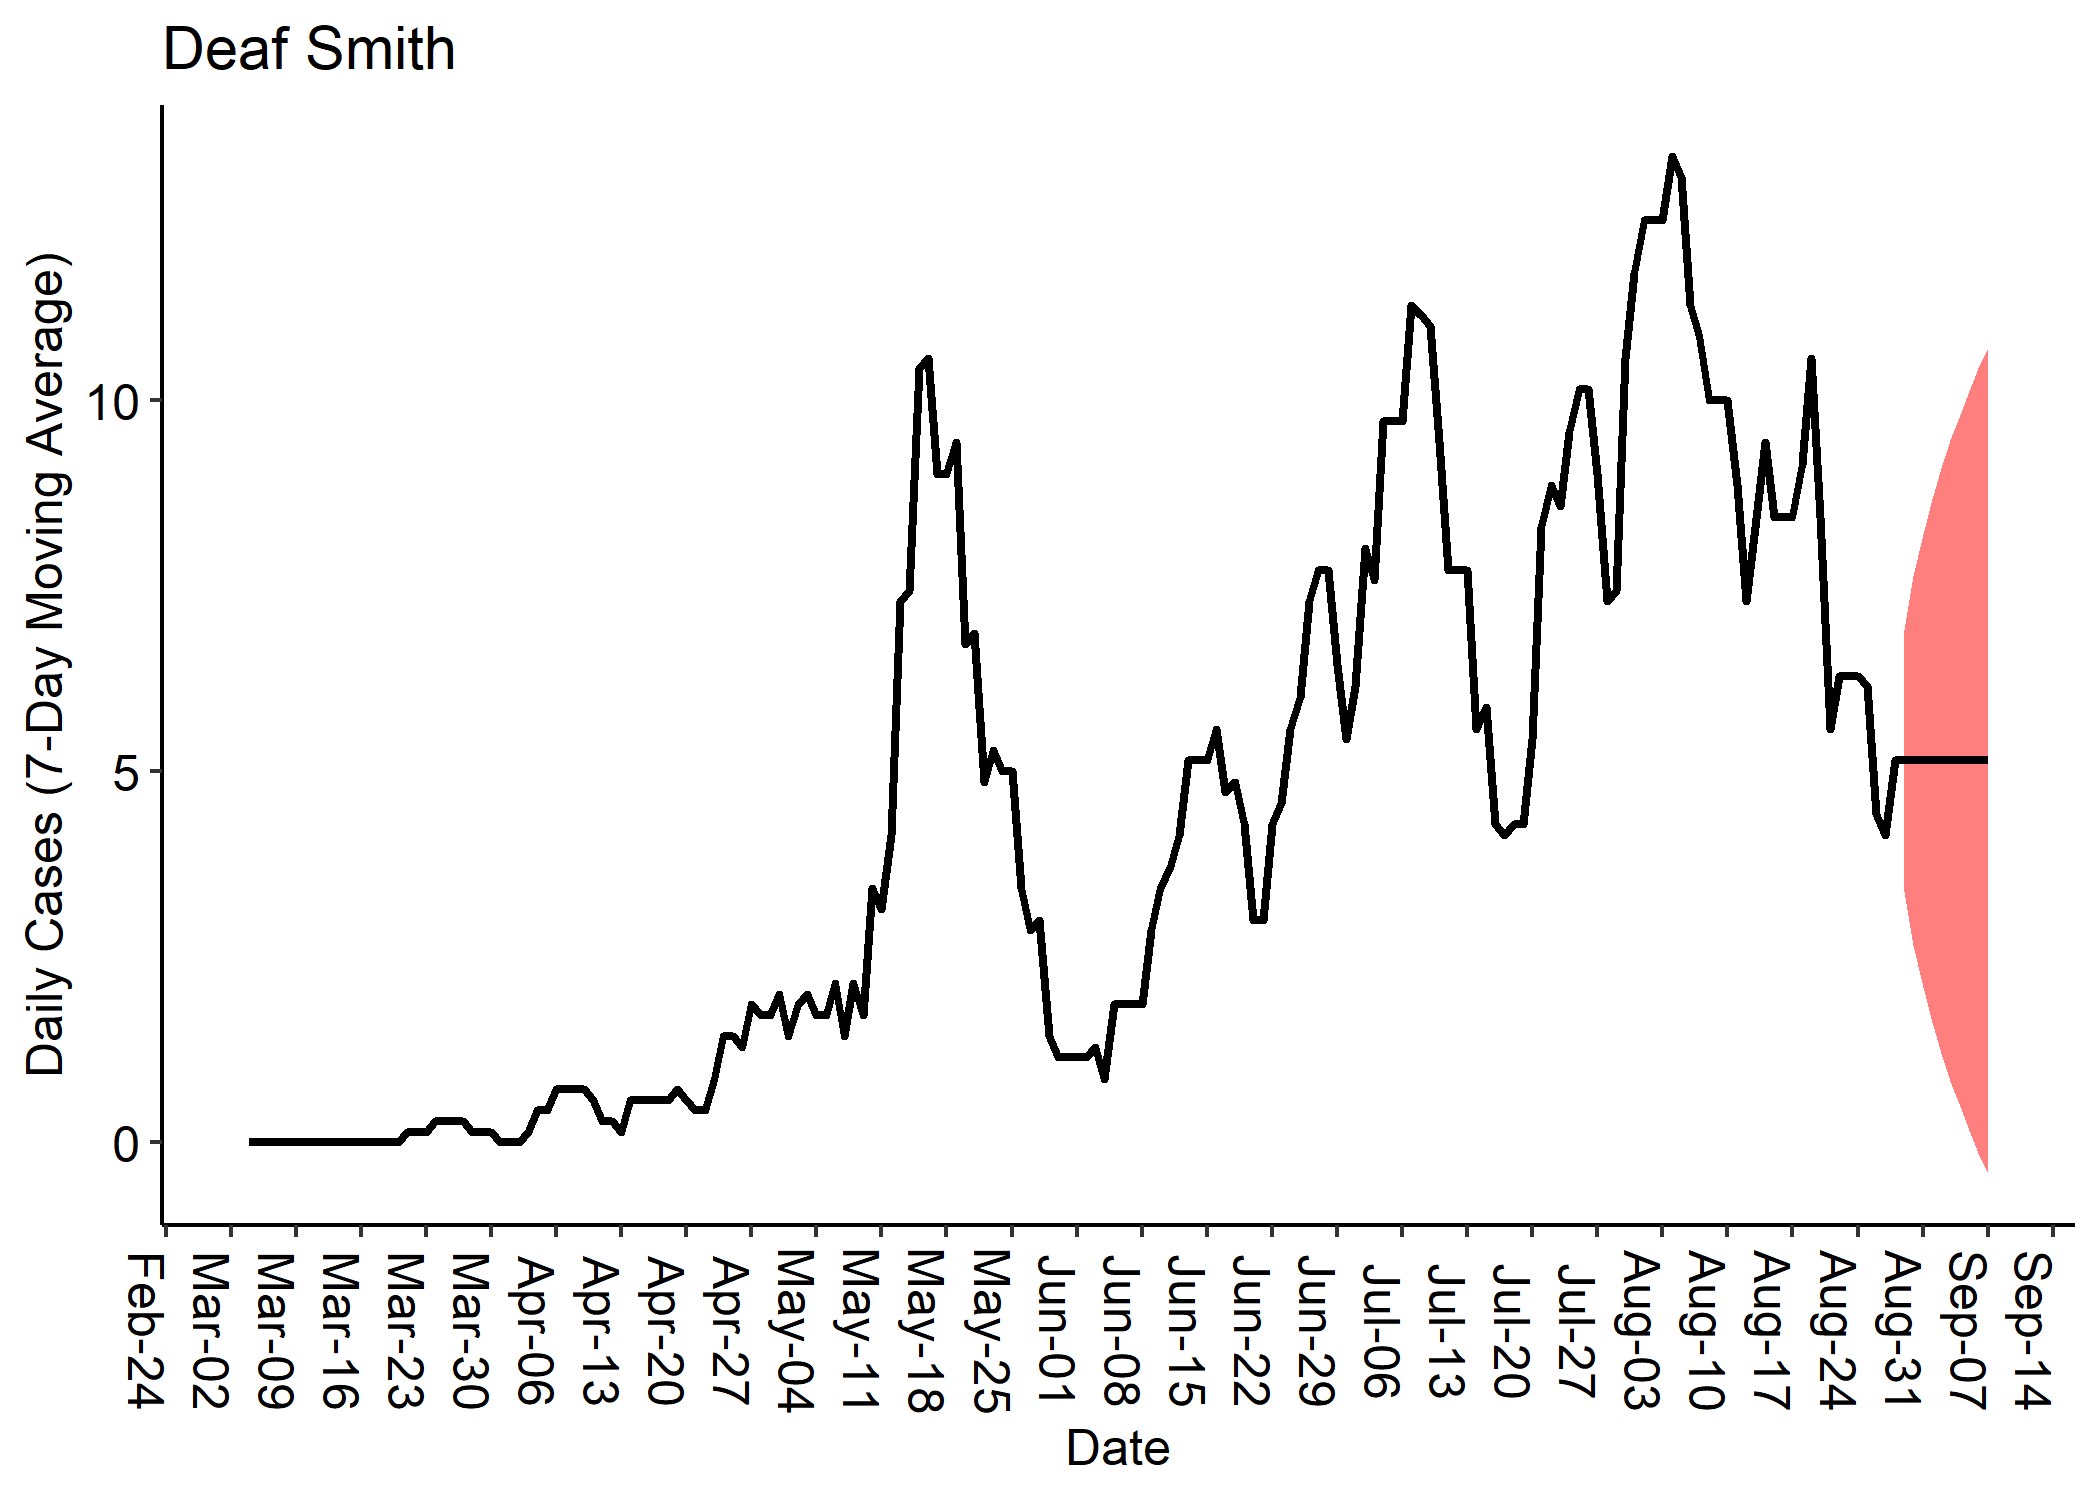 Deaf Smith
Daily Cases (7-Day Moving Average)
10
5
0
Feb-24
Mar-02
Mar-09
Mar-16
Mar-23
Mar-30
Apr-06
Apr-13
Apr-20
Apr-27
May-04
May-11
May-18
May-25
Jun-01
Jun-08
Jun-15
Jun-22
Jun-29
Jul-06
Jul-13
Jul-20
Jul-27
Aug-03
Aug-10
Aug-17
Aug-24
Aug-31
Sep-07
Sep-14
Date